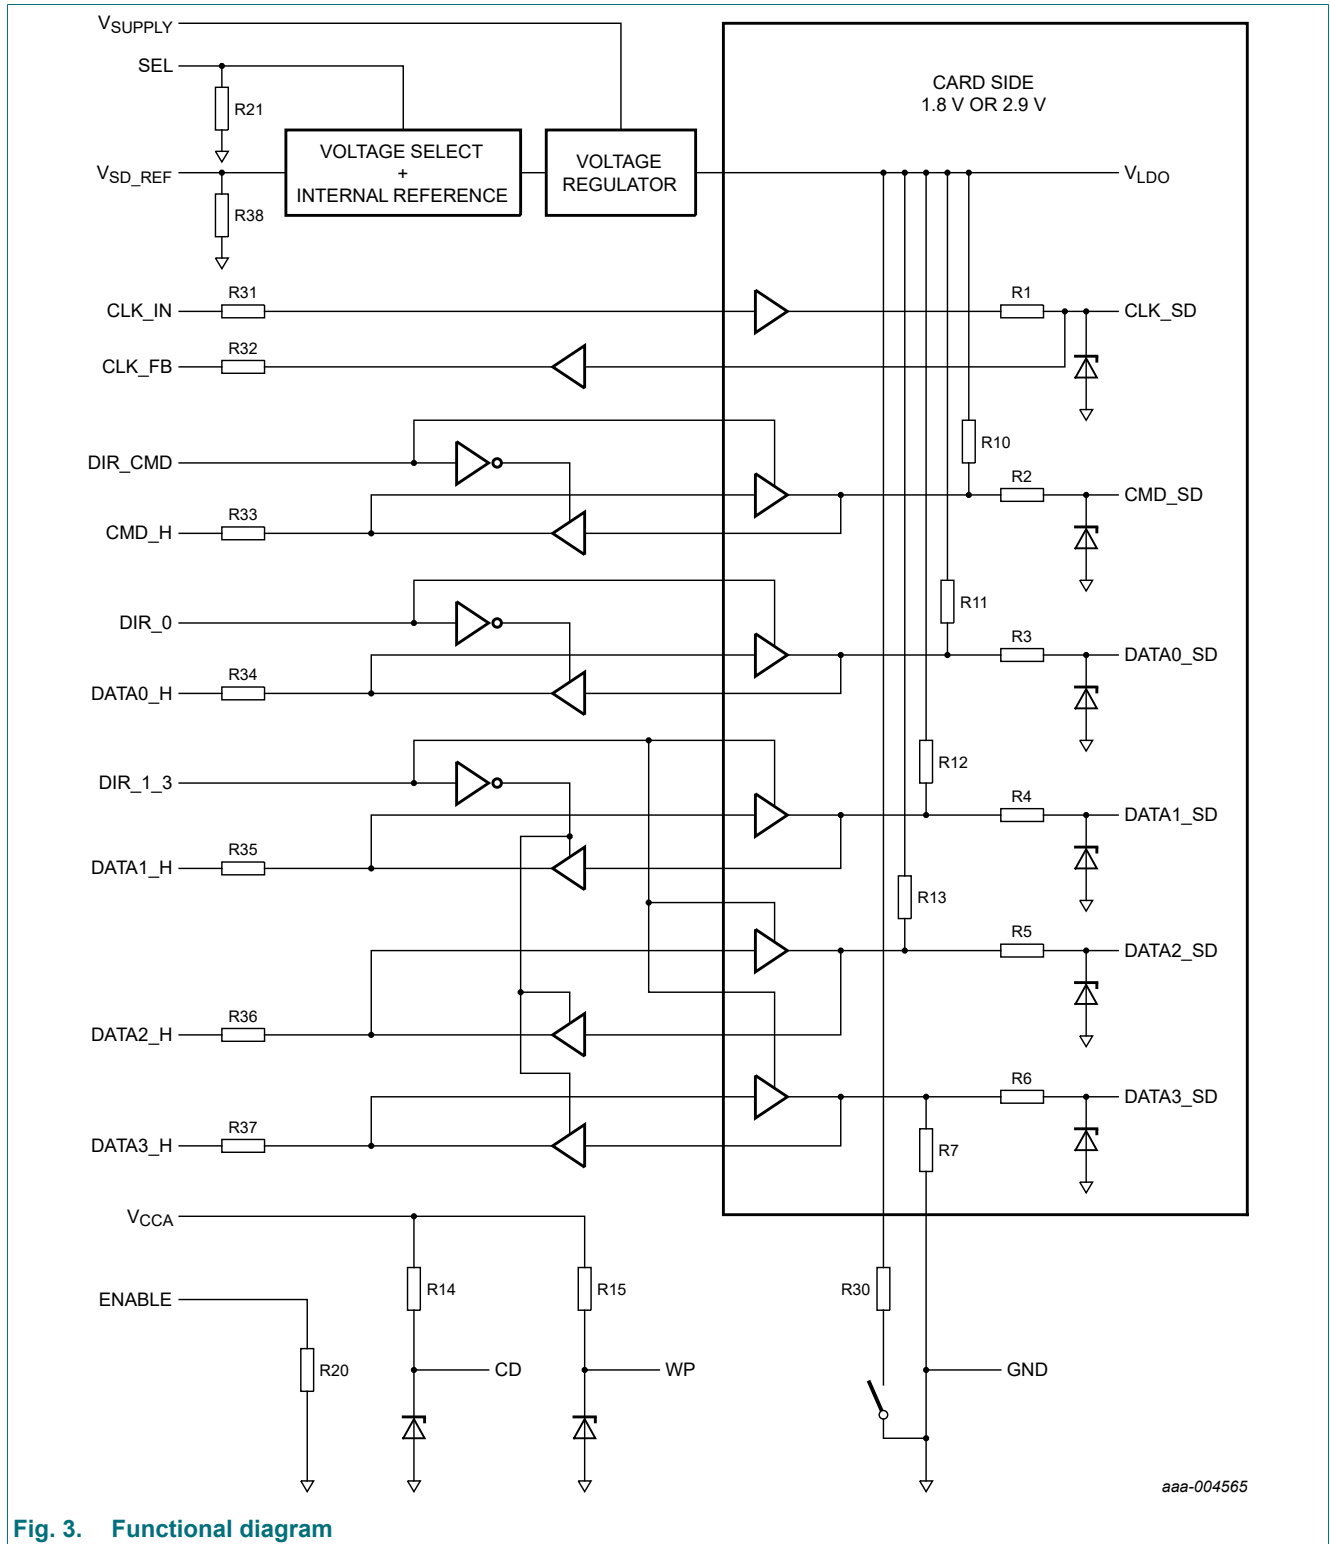 VSUPPLY
SEL
R21
CARD SIDE
1.8 V OR 2.9 V
VOLTAGE SELECT
+
INTERNAL REFERENCE
VOLTAGE
REGULATOR
VSD_REF
VLDO
R38
R31
R1
CLK_IN
CLK_SD
R32
CLK_FB
R10
DIR_CMD
R2
CMD_SD
R33
CMD_H
R11
DIR_0
R3
DATA0_SD
R34
DATA0_H
R12
DIR_1_3
R4
DATA1_SD
R35
DATA1_H
R13
R5
DATA2_SD
R36
DATA2_H
R6
DATA3_SD
R37
DATA3_H
R7
VCCA
R14
R15
R30
ENABLE
R20
CD
WP
GND
aaa-004565
Fig. 3. Functional diagram